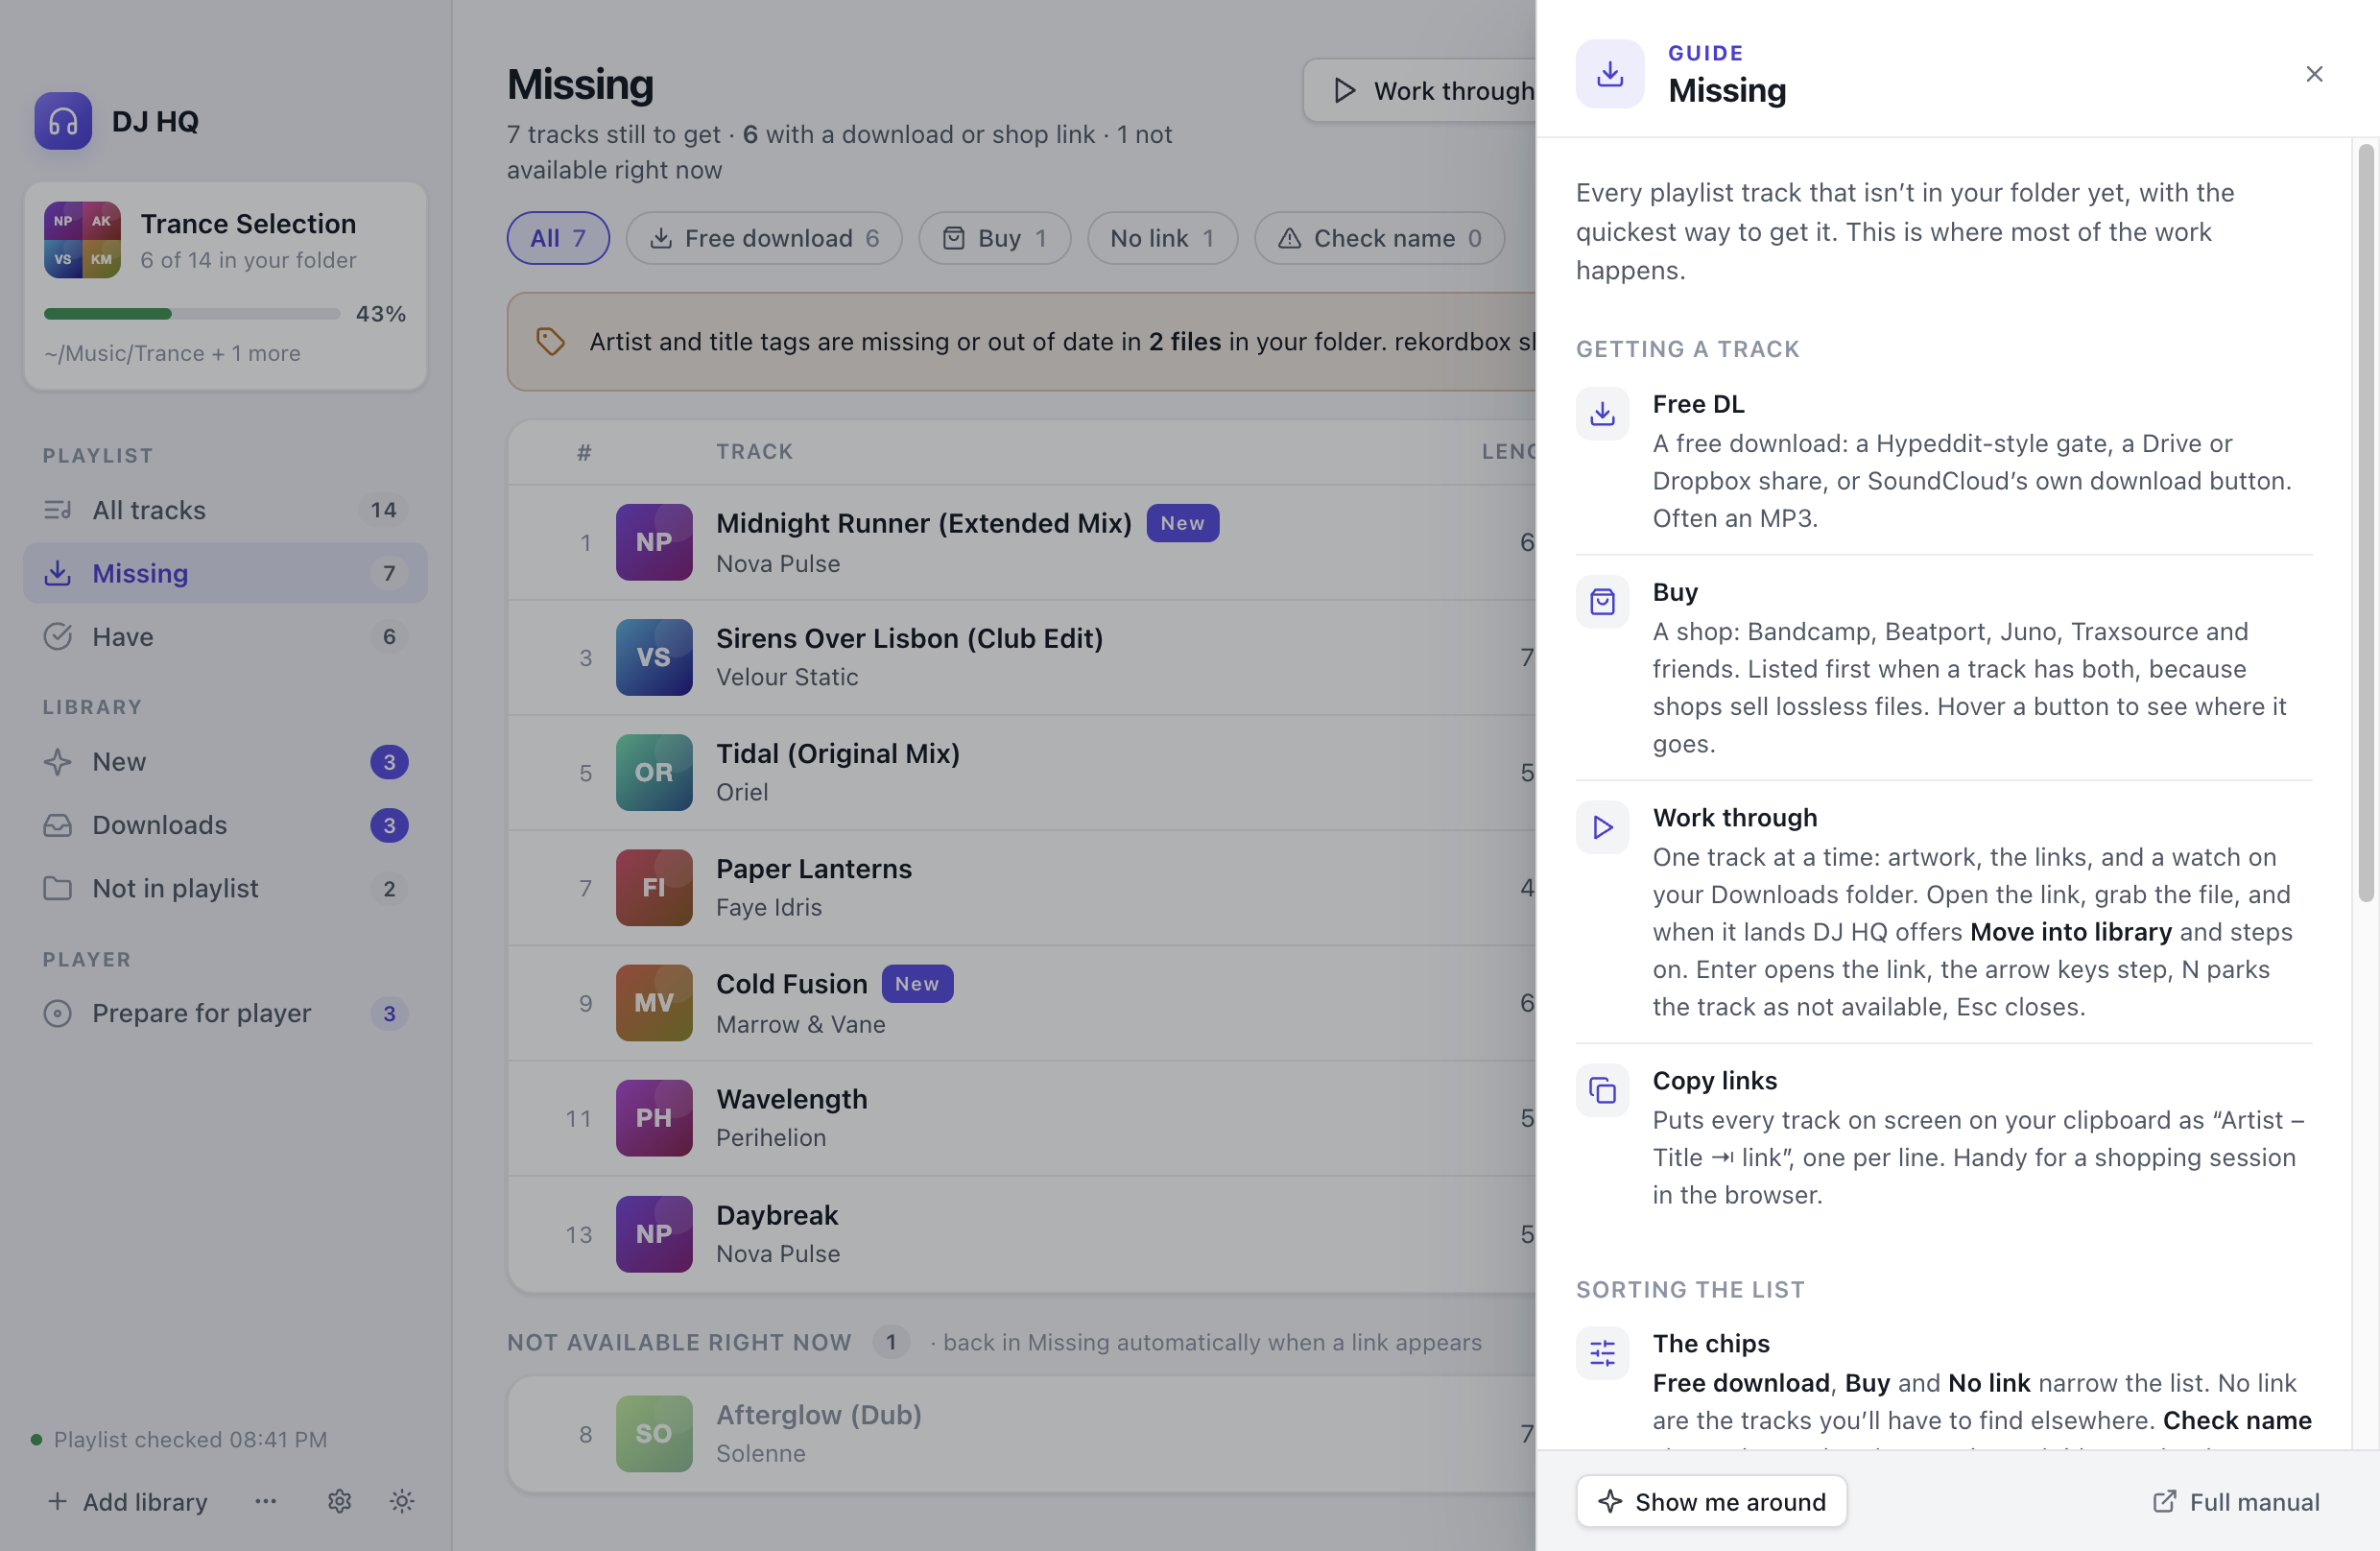 DJ HQ
NP AK
VS KM
Trance Selection
6 of 14 in your folder
43%
~/Music/Trance + 1 more
PLAYLIST
All tracks 14
Missing 7
Have 6
LIBRARY
New 3
Downloads 3
Not in playlist 2
PLAYER
Prepare for player 3
Playlist checked 08:41 PM
Add library
Missing
7 tracks still to get · 6 with a download or shop link · 1 not
available right now
Work through
All 7
Free download 6
Buy 1
No link 1
Check name 0
Artist and title tags are missing or out of date in 2 files in your folder. rekordbox
# TRACK
1 NP Midnight Runner (Extended Mix) New
Nova Pulse
3 VS Sirens Over Lisbon (Club Edit)
Velour Static
5 OR Tidal (Original Mix)
Oriel
7 FI Paper Lanterns
Faye Idris
9 MV Cold Fusion New
Marrow & Vane
11 PH Wavelength
Perihelion
13 NP Daybreak
Nova Pulse
NOT AVAILABLE RIGHT NOW 1 · back in Missing automatically when a link appears
8 SO Afterglow (Dub)
Solenne
GUIDE
Missing
Every playlist track that isn’t in your folder yet, with the
quickest way to get it. This is where most of the work
happens.
GETTING A TRACK
Free DL
A free download: a Hypeddit-style gate, a Drive or
Dropbox share, or SoundCloud’s own download button.
Often an MP3.
Buy
A shop: Bandcamp, Beatport, Juno, Traxsource and
friends. Listed first when a track has both, because
shops sell lossless files. Hover a button to see where it
goes.
Work through
One track at a time: artwork, the links, and a watch on
your Downloads folder. Open the link, grab the file, and
when it lands DJ HQ offers Move into library and steps
on. Enter opens the link, the arrow keys step, N parks
the track as not available, Esc closes.
Copy links
Puts every track on screen on your clipboard as “Artist –
Title ⇥ link”, one per line. Handy for a shopping session
in the browser.
SORTING THE LIST
The chips
Free download, Buy and No link narrow the list. No link
are the tracks you’ll have to find elsewhere. Check name
Show me around
Full manual